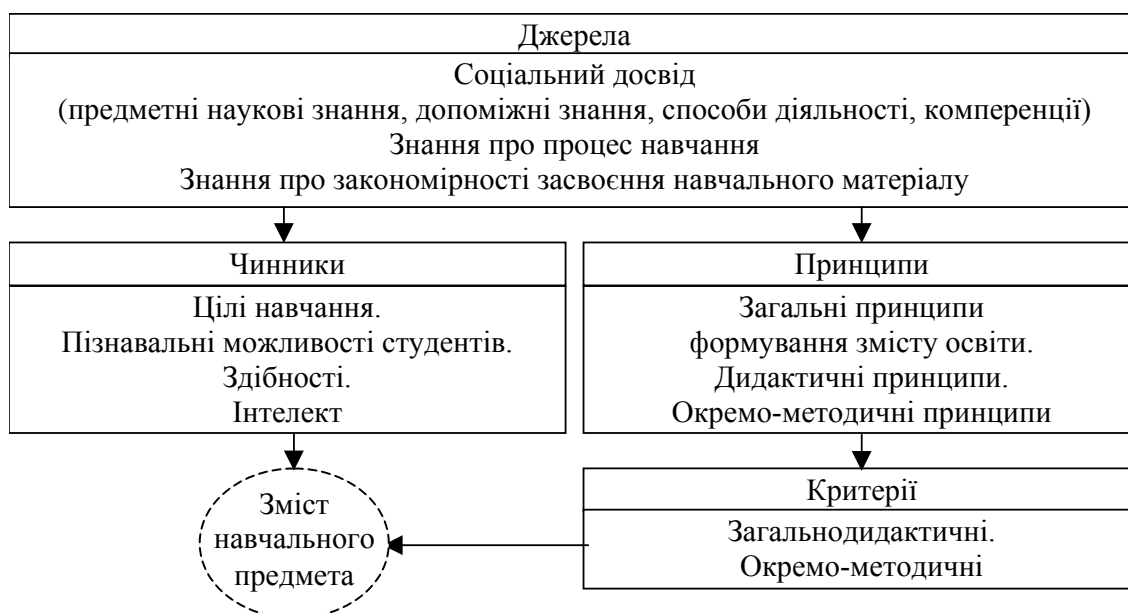 Джерела
Соціальний досвід
(предметні наукові знання, допоміжні знання, способи діяльності, комперенції)
Знання про процес навчання
Знання про закономірності засвоєння навчального матеріалу
Чинники
Цілі навчання.
Пізнавальні можливості студентів.
Здібності.
Інтелект
Принципи
Загальні принципи
формування змісту освіти.
Дидактичні принципи.
Окремо-методичні принципи
Критерії
Загальнодидактичні.
Окремо-методичні
Зміст
навчального
предмета